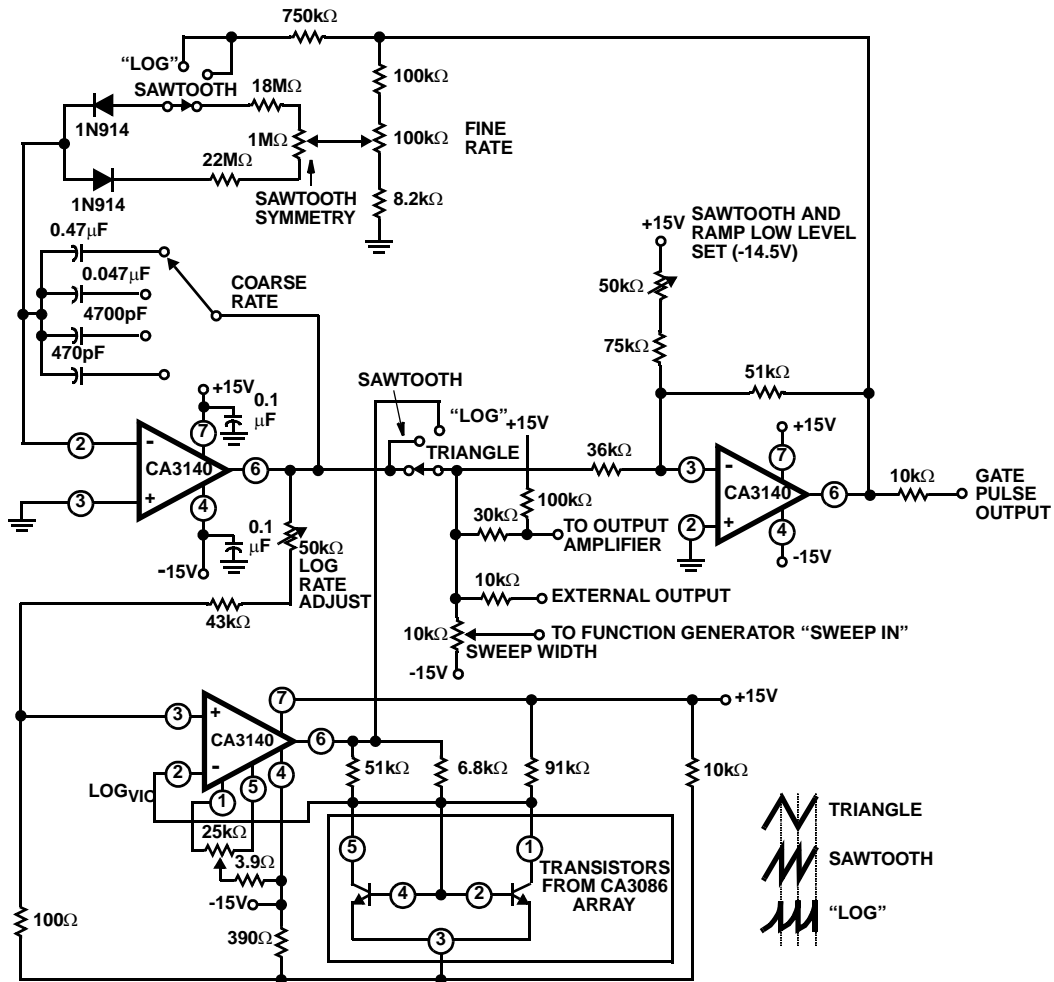 750kΩ
“LOG”
100kΩ
SAWTOOTH
18MΩ
1N914
1MΩ
100kΩ
FINE
RATE
22MΩ
1N914
SAWTOOTH
SYMMETRY
8.2kΩ
0.47μF
0.047μF
4700pF
470pF
COARSE
RATE
+15V
SAWTOOTH AND
RAMP LOW LEVEL
SET (-14.5V)
50kΩ
75kΩ
51kΩ
+15V
0.1
μF
7
2
-
CA3140
6
3
+
4
0.1
μF
-15V
SAWTOOTH
“LOG”
+15V
TRIANGLE
36kΩ
3
-
+15V
7
CA3140
6
10kΩ
GATE
PULSE
OUTPUT
2
+
4
-15V
100kΩ
30kΩ
TO OUTPUT
AMPLIFIER
50kΩ
LOG
RATE
ADJUST
43kΩ
10kΩ
EXTERNAL OUTPUT
10kΩ
TO FUNCTION GENERATOR “SWEEP IN”
SWEEP WIDTH
-15V
7
+15V
3
+
CA3140
6
2
-
4
5
1
LOGVIO
51kΩ
6.8kΩ
91kΩ
10kΩ
25kΩ
3.9Ω
-15V
390Ω
100Ω
5
1
TRANSISTORS
FROM CA3086
ARRAY
4
2
3
TRIANGLE
SAWTOOTH
“LOG”